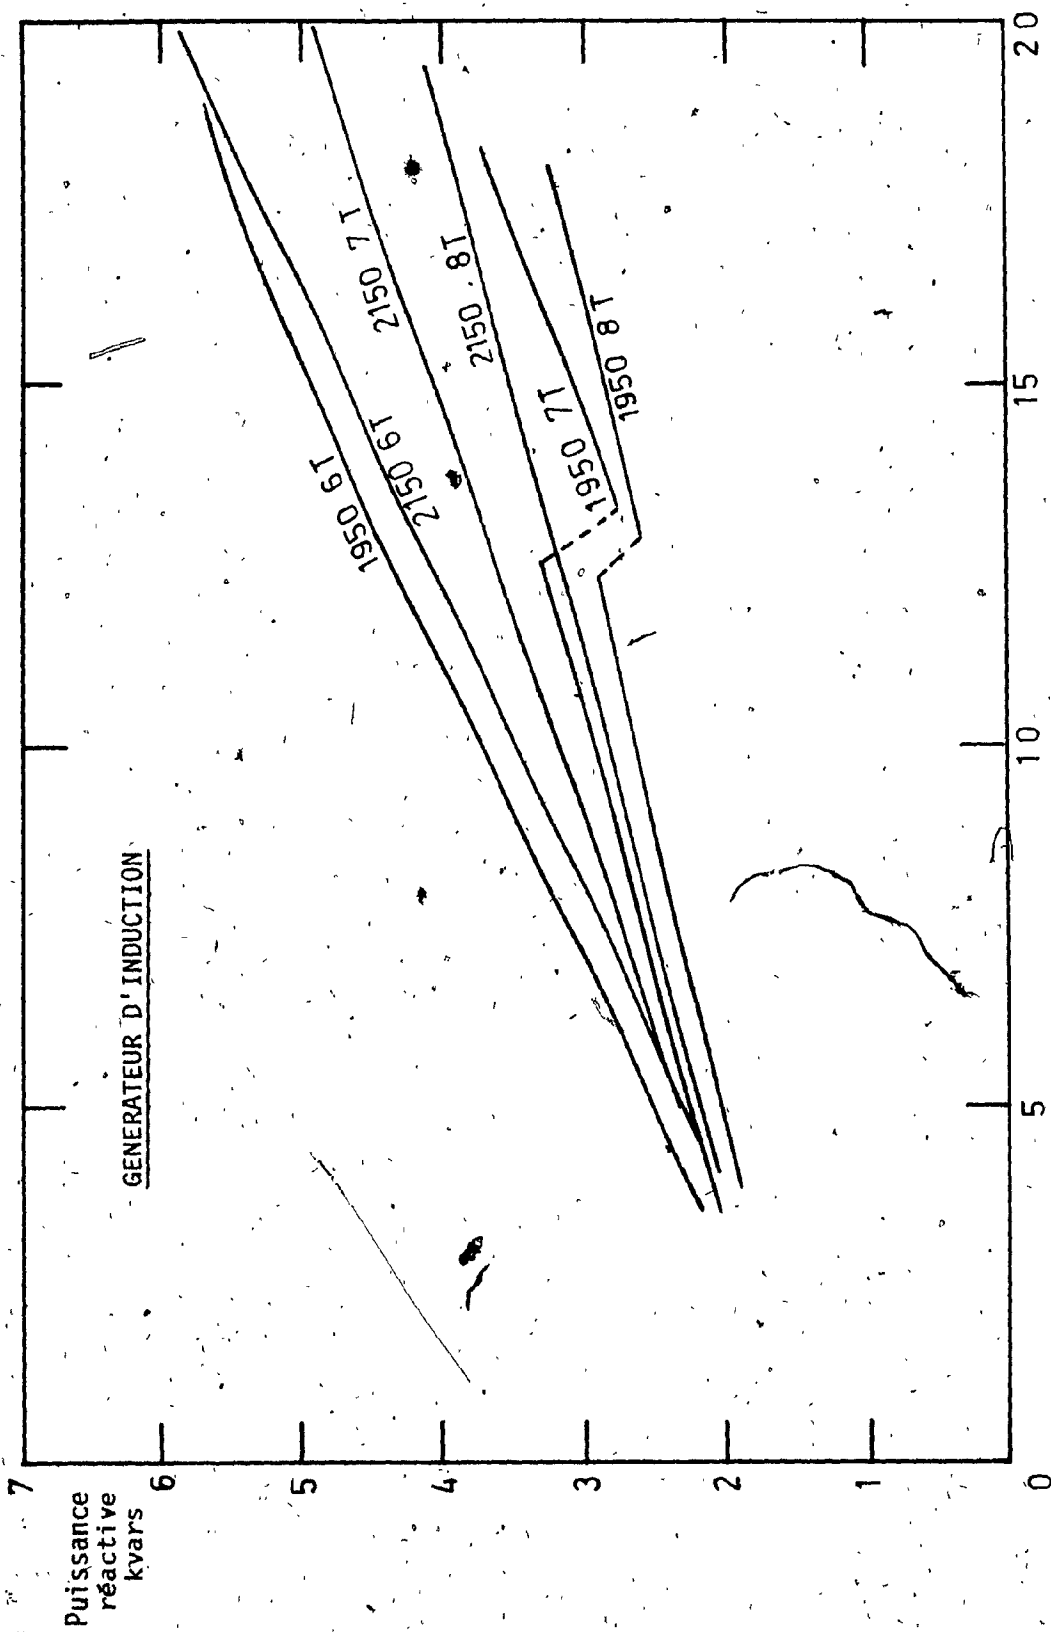 Puissance
réactive
kvars
7
6
5
4
3
2
1
0
5
10
15
20
GENERATEUR D'INDUCTION
1950 6T
2150 6T
2150 7T
2150 . 8T
1950 7T
1950 8T